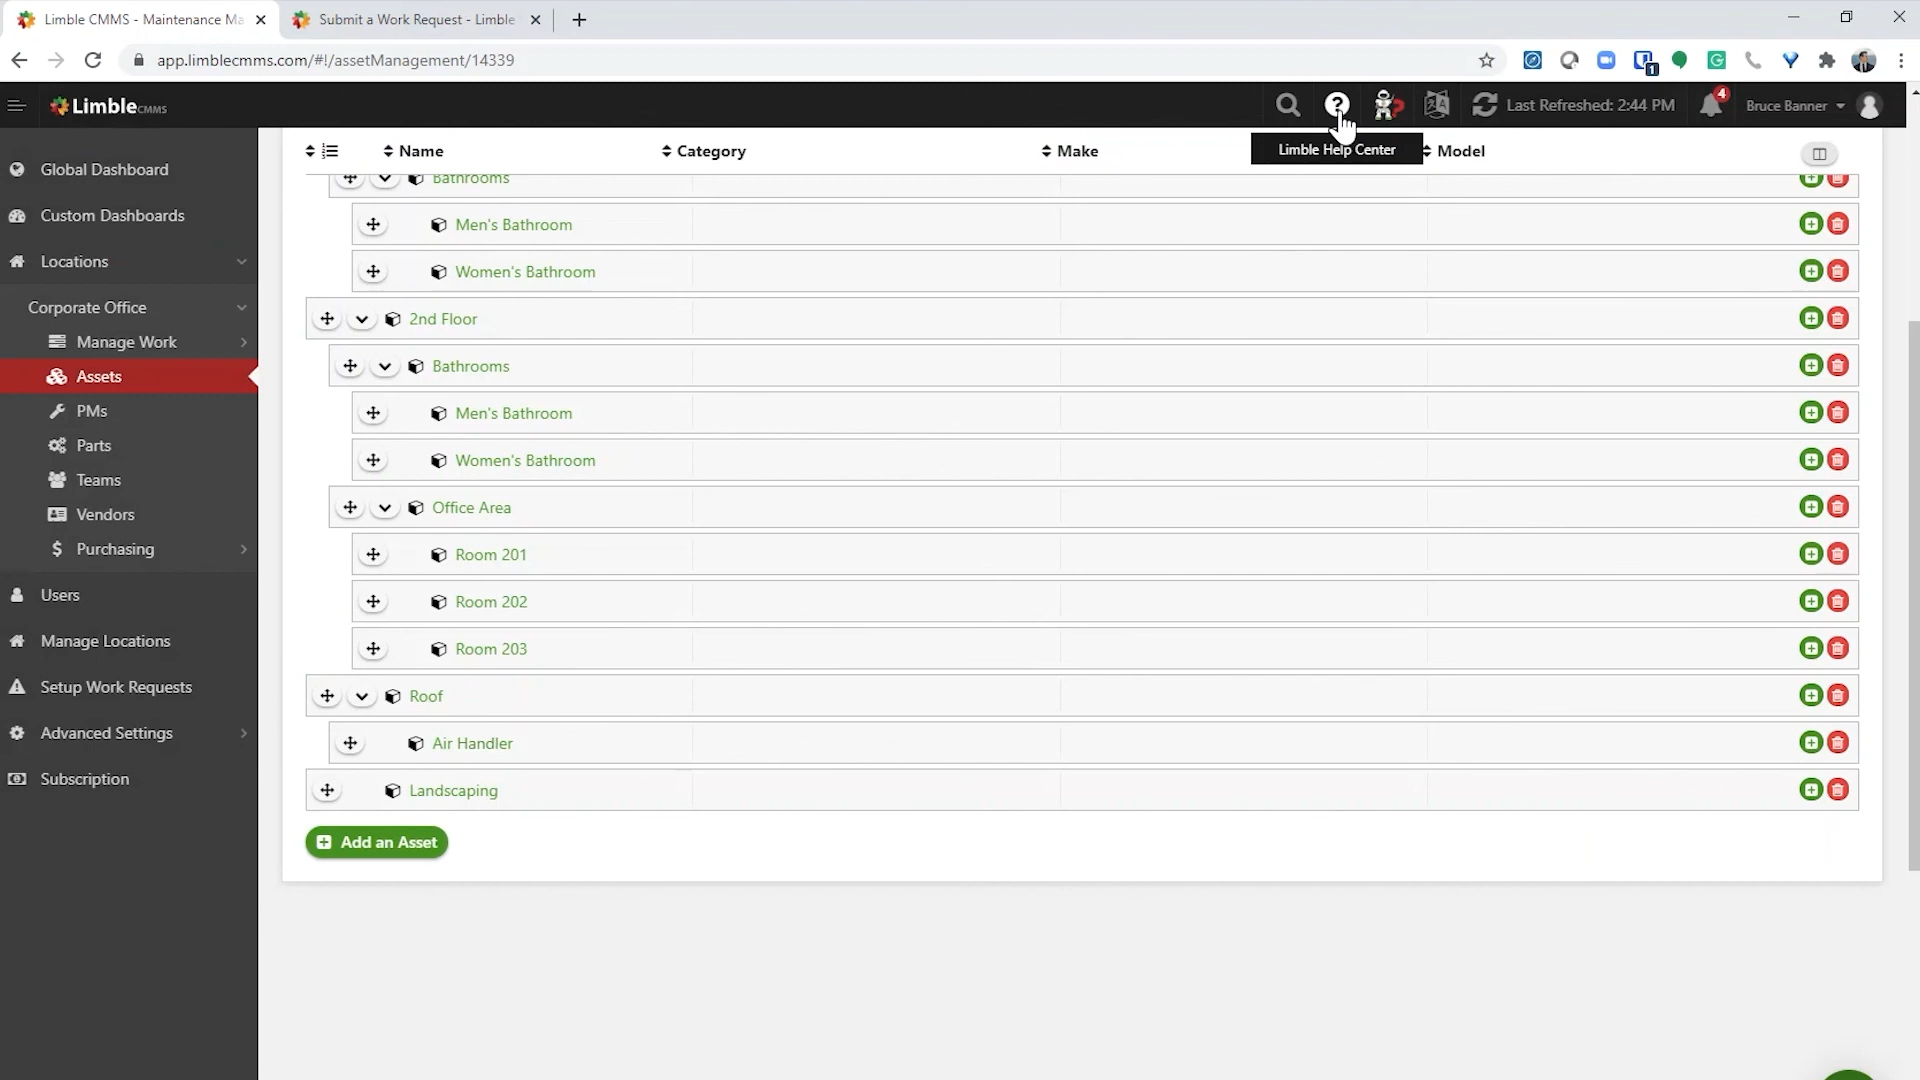 Limble CMMS - Maintenance Ma
Submit a Work Request - Limble
app.limblecmms.com/#!/assetManagement/14339
1
LimbleCMMS
?
Last Refreshed: 2:44 PM
4
Bruce Banner
Limble Help Center
Name
Category
Make
Model
Global Dashboard
Custom Dashboards
Locations
Corporate Office
Manage Work
Assets
PMs
Parts
Teams
Vendors
Purchasing
Users
Manage Locations
Setup Work Requests
Advanced Settings
Subscription
Bathrooms
Men's Bathroom
Women's Bathroom
2nd Floor
Bathrooms
Men's Bathroom
Women's Bathroom
Office Area
Room 201
Room 202
Room 203
Roof
Air Handler
Landscaping
Add an Asset